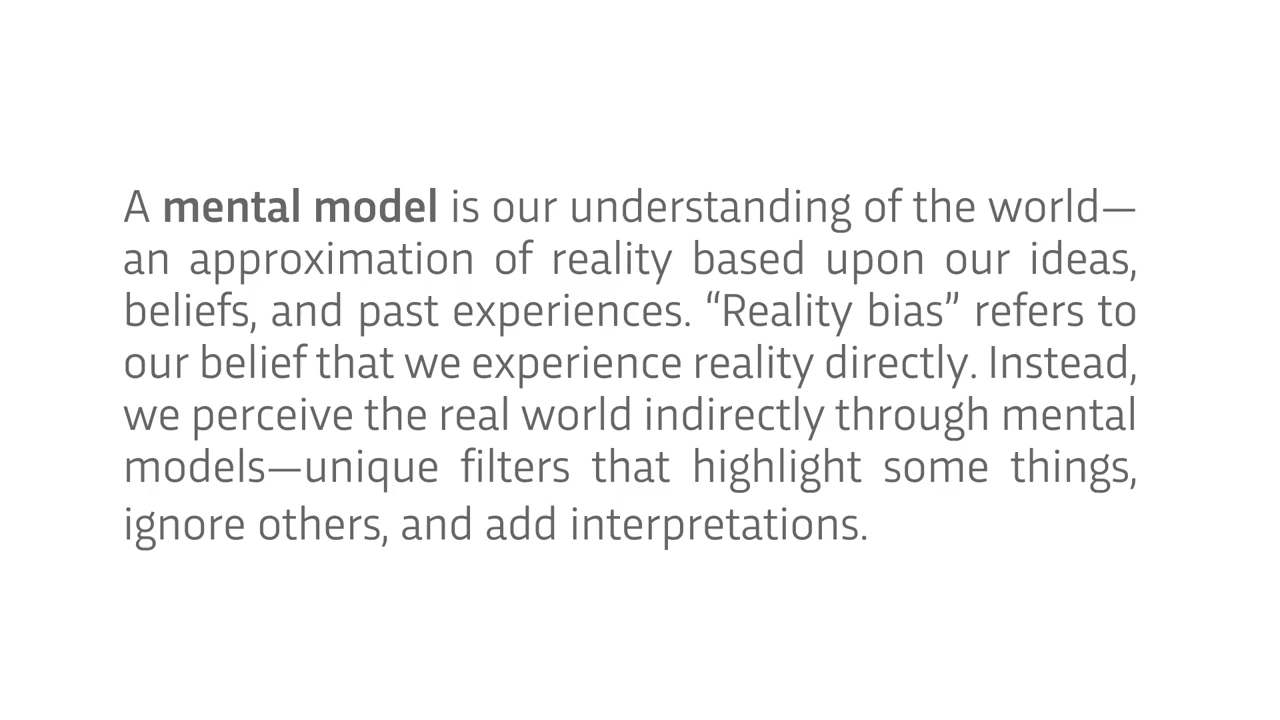 A mental model is our understanding of the world—
an approximation of reality based upon our ideas,
beliefs, and past experiences. “Reality bias” refers to
our belief that we experience reality directly. Instead,
we perceive the real world indirectly through mental
models—unique filters that highlight some things,
ignore others, and add interpretations.